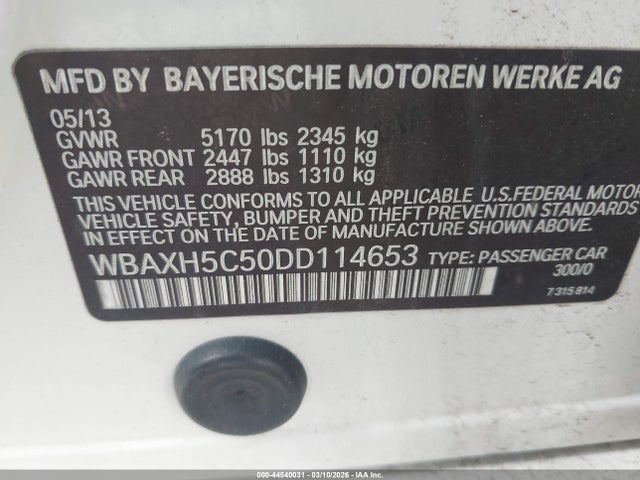 MFD BY BAYERISCHE MOTOREN WERKE AG
05/13
GVWR 5170 lbs 2345 kg
GAWR FRONT 2447 lbs 1110 kg
GAWR REAR 2888 lbs 1310 kg
THIS VEHICLE CONFORMS TO ALL APPLICABLE U.S.FEDERAL MOTOR
VEHICLE SAFETY, BUMPER AND THEFT PREVENTION STANDARDS
IN EFFECT ON THE DATE OF MANUFACTURE SHOWN ABOVE.
WBAXH5C50DD114653 TYPE: PASSENGER CAR
300/0
7 315 814
000-44540031 - 03/10/2026 - IAAI.COM